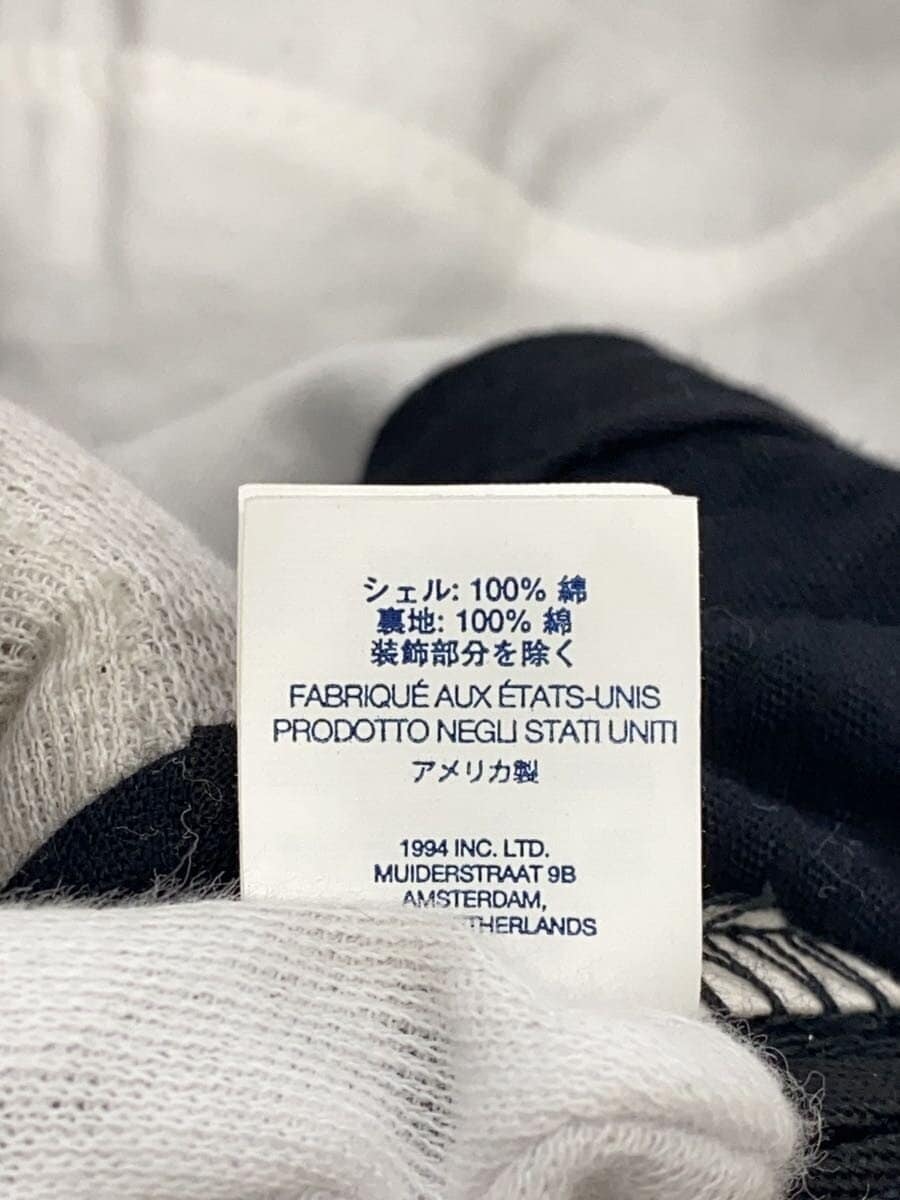 シェル: 100% 綿
裏地: 100% 綿
装飾部分を除く
FABRIQUÉ AUX ÉTATS-UNIS
PRODOTTO NEGLI STATI UNITI
アメリカ製
1994 INC. LTD.
MUIDERSTRAAT 9B
AMSTERDAM,
THERLANDS